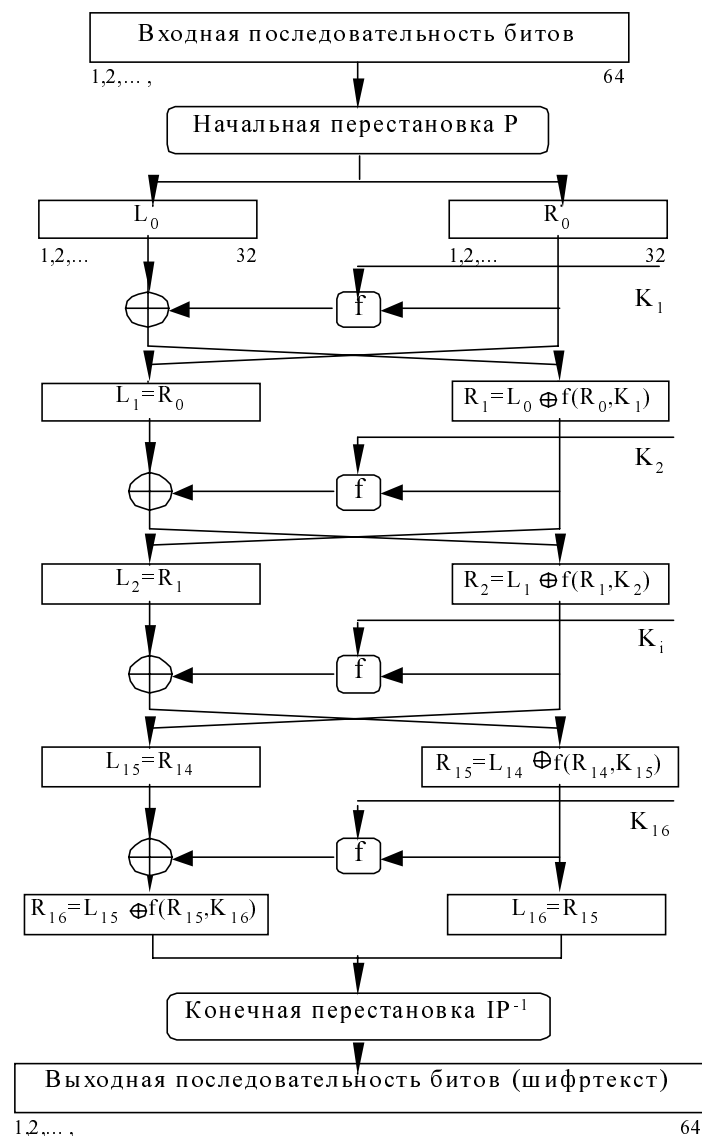 Входная последовательность битов
1,2,... , 64
Начальная перестановка P
L₀ R₀
1,2,... 32 1,2,... 32
f K₁
L₁=R₀ R₁=L₀ ⊕f(R₀,K₁)
K₂
f
L₂=R₁ R₂=L₁ ⊕f(R₁,K₂)
Kᵢ
f
L₁₅=R₁₄ R₁₅=L₁₄ ⊕f(R₁₄,K₁₅)
K₁₆
f
R₁₆=L₁₅ ⊕f(R₁₅,K₁₆) L₁₆=R₁₅
Конечная перестановка IP⁻¹
Выходная последовательность битов (шифртекст)
1,2,... , 64